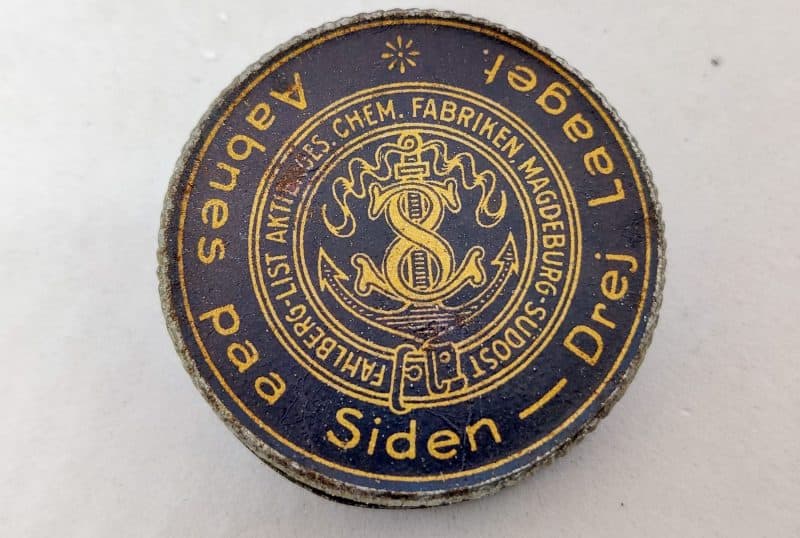 Aabnes paa Siden — Drej Laaget.
FAHLBERG-LIST AKTIENGES. CHEM. FABRIKEN, MAGDEBURG-SÜDOST
S